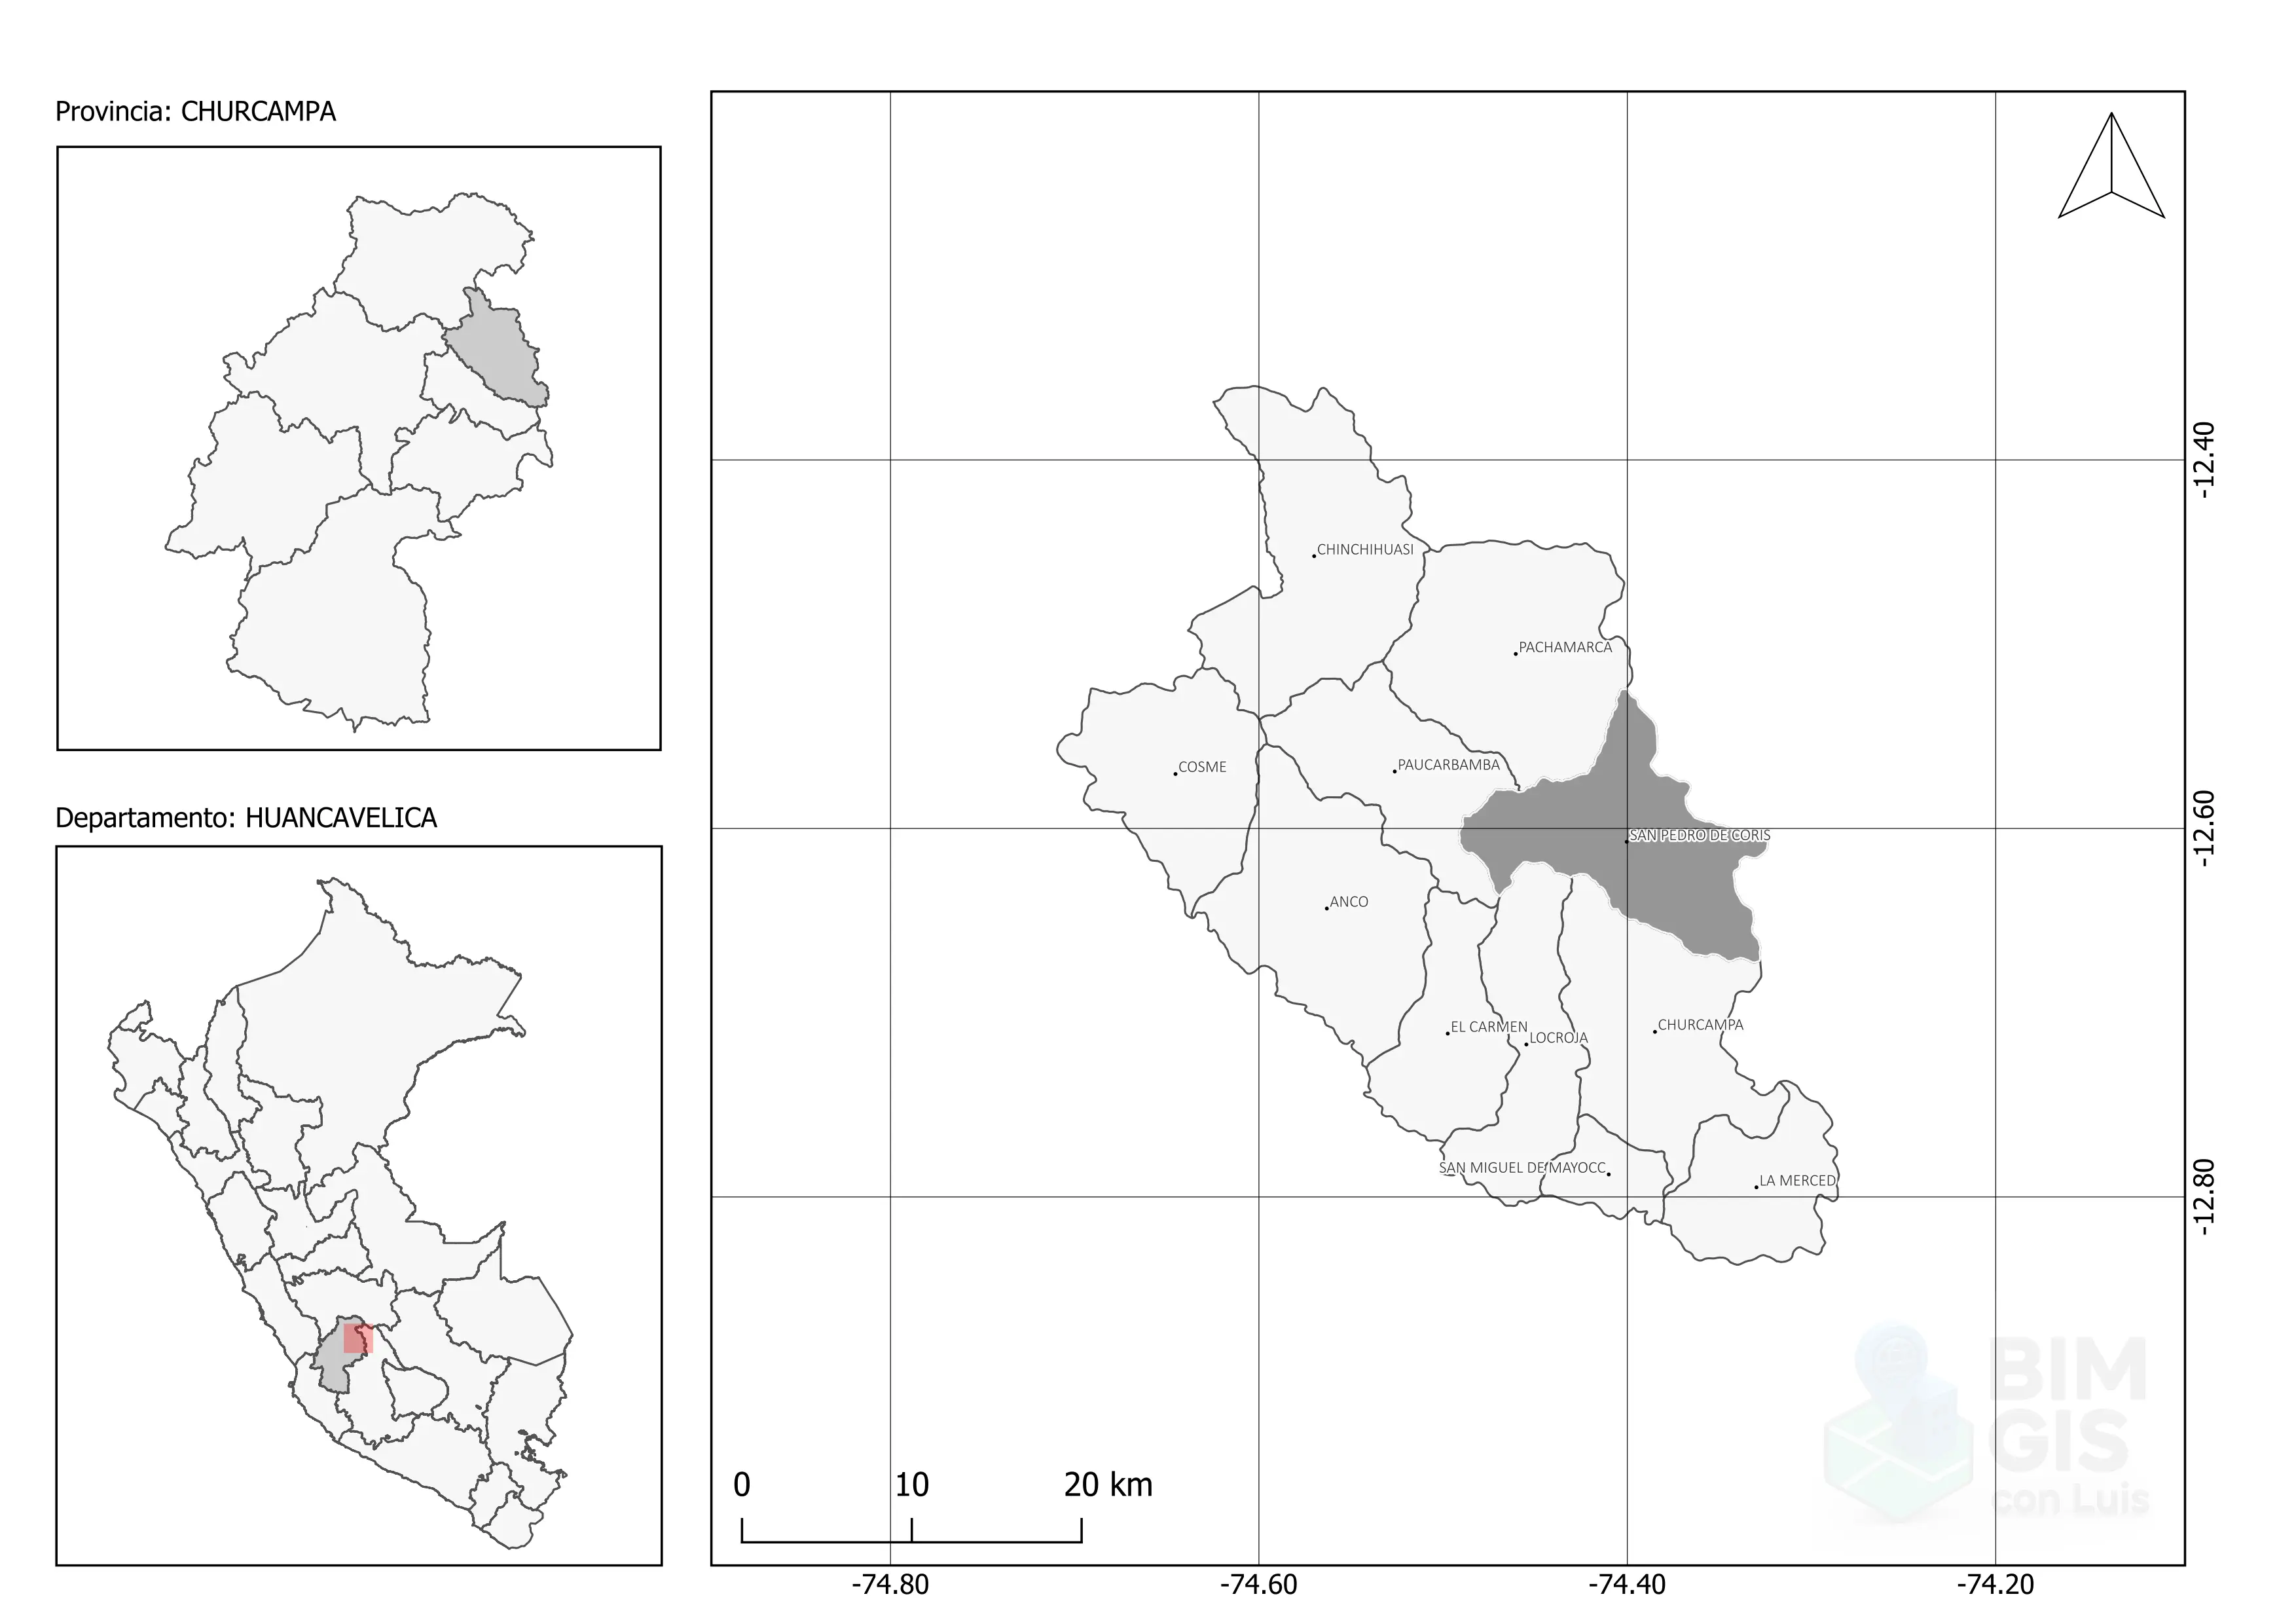 Provincia: CHURCAMPA
Departamento: HUANCAVELICA
CHINCHIHUASI
PACHAMARCA
COSME
PAUCARBAMBA
SAN PEDRO DE CORIS
ANCO
EL CARMEN
LOCROJA
CHURCAMPA
SAN MIGUEL DE MAYOCC
LA MERCED
-12.40
-12.60
-12.80
0 10 20 km
-74.80 -74.60 -74.40 -74.20
BIM
GIS
con Luis